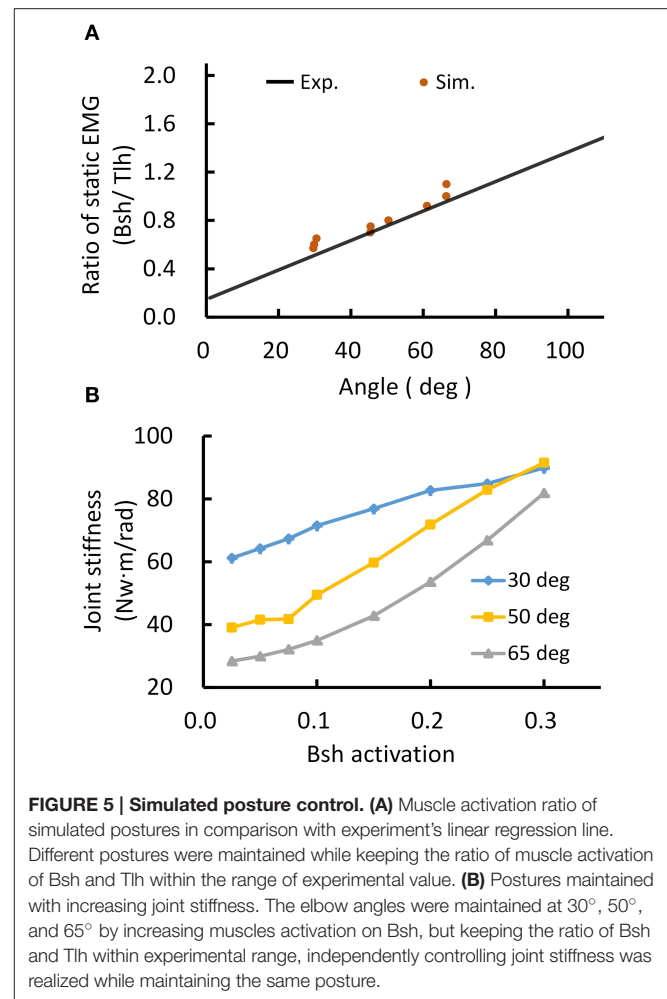 A
Ratio of static EMG
(Bsh/ Tlh)
2.0
1.6
1.2
0.8
0.4
0.0
Exp.
Sim.
0
20
40
60
80
100
Angle ( deg )
B
Joint stiffness
(Nw·m/rad)
100
80
60
40
20
30 deg
50 deg
65 deg
0.0
0.1
0.2
0.3
Bsh activation
FIGURE 5 | Simulated posture control. (A) Muscle activation ratio of
simulated postures in comparison with experiment's linear regression line.
Different postures were maintained while keeping the ratio of muscle activation
of Bsh and Tlh within the range of experimental value. (B) Postures maintained
with increasing joint stiffness. The elbow angles were maintained at 30°, 50°,
and 65° by increasing muscles activation on Bsh, but keeping the ratio of Bsh
and Tlh within experimental range, independently controlling joint stiffness was
realized while maintaining the same posture.